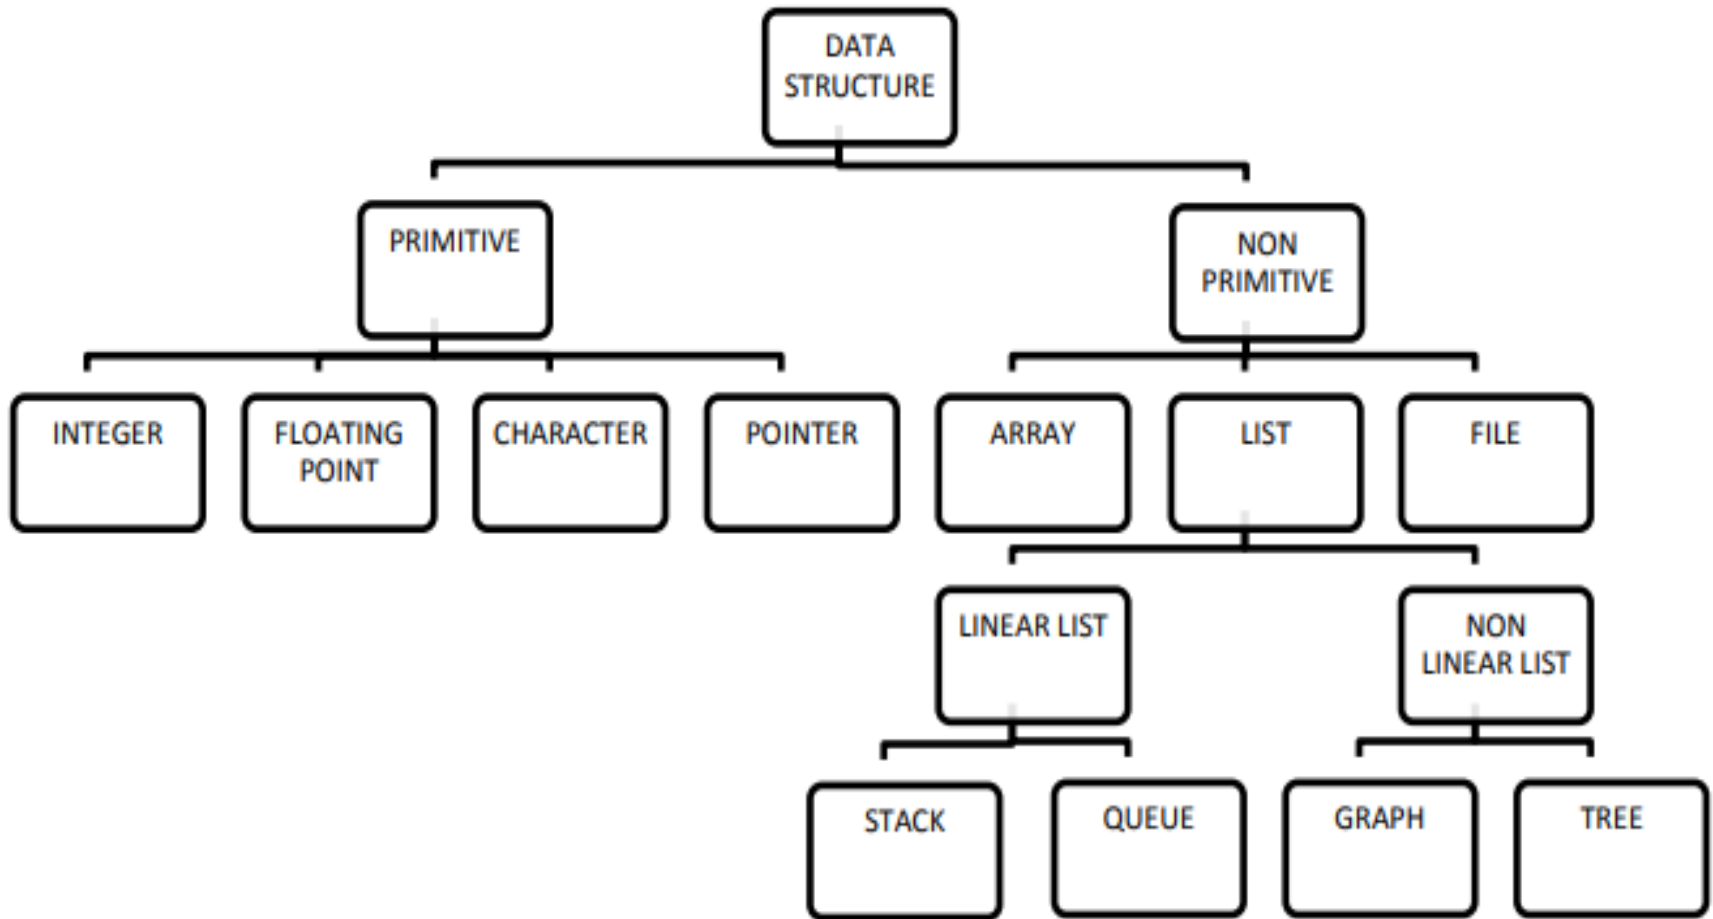 DATA
STRUCTURE
PRIMITIVE
NON
PRIMITIVE
INTEGER
FLOATING
POINT
CHARACTER
POINTER
ARRAY
LIST
FILE
LINEAR LIST
NON
LINEAR LIST
STACK
QUEUE
GRAPH
TREE